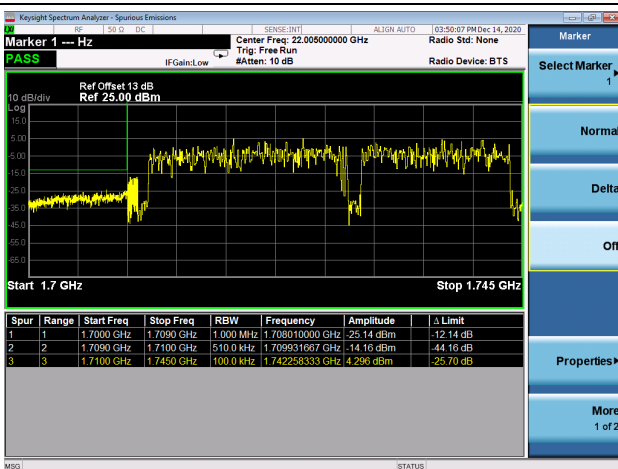 Keysight Spectrum Analyzer - Spurious Emissions
RF 50 Ω DC SENSE:INT ALIGN AUTO 03:50:07 PM Dec 14, 2020
Marker 1 --- Hz
Center Freq: 22.005000000 GHz
Radio Std: None
Trig: Free Run
PASS
IFGain:Low
#Atten: 10 dB
Radio Device: BTS
Ref Offset 13 dB
10 dB/div Ref 25.00 dBm
Log
15.0
5.00
-5.00
-15.0
-25.0
-35.0
-45.0
-55.0
-65.0
Start 1.7 GHz Stop 1.745 GHz
Spur Range Start Freq Stop Freq RBW Frequency Amplitude Δ Limit
1 1 1.7000 GHz 1.7090 GHz 1.000 MHz 1.708010000 GHz -25.14 dBm -12.14 dB
2 2 1.7090 GHz 1.7100 GHz 510.0 kHz 1.709931667 GHz -14.16 dBm -44.16 dB
3 3 1.7100 GHz 1.7450 GHz 100.0 kHz 1.742258333 GHz 4.296 dBm -25.70 dB
MSG STATUS
Marker
Select Marker
1
Normal
Delta
Off
Properties
More
1 of 2